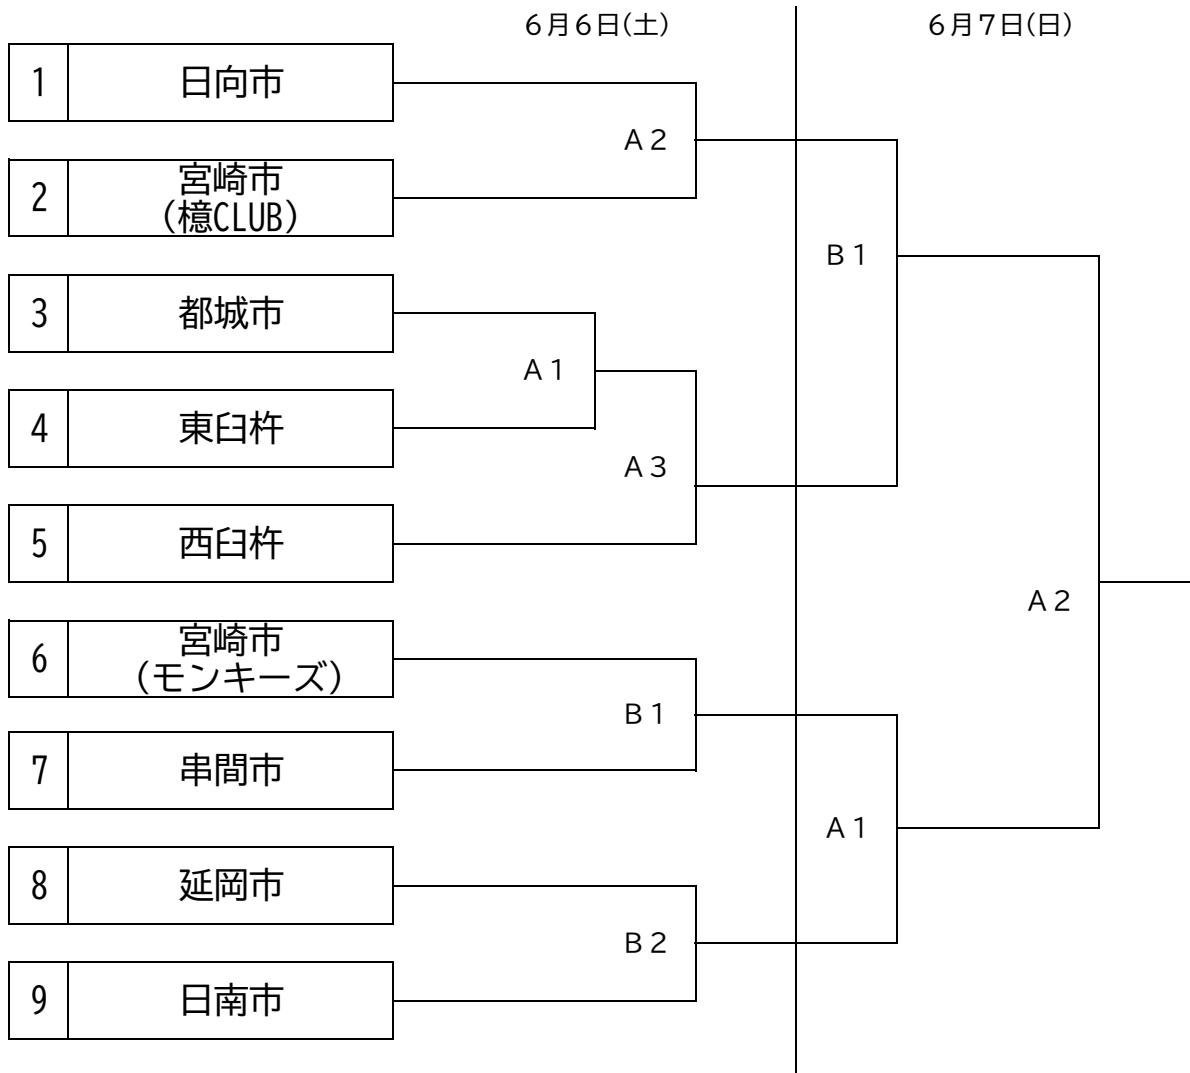 ６月６日(土)
６月７日(日)
1 日向市
2 宮崎市
(檍CLUB)
3 都城市
4 東臼杵
5 西臼杵
6 宮崎市
(モンキーズ)
7 串間市
8 延岡市
9 日南市
Ａ２
Ａ１
Ａ３
Ｂ１
Ｂ２
Ｂ１
Ａ１
Ａ２